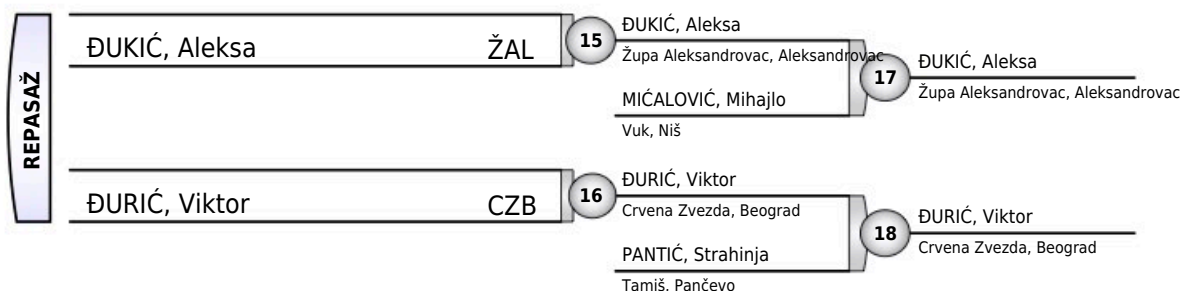 REPASAŽ
ĐUKIĆ, Aleksa ŽAL
15
ĐUKIĆ, Aleksa
Župa Aleksandrovac, Aleksandrovac
MIĆALOVIĆ, Mihajlo
Vuk, Niš
17
ĐUKIĆ, Aleksa
Župa Aleksandrovac, Aleksandrovac
ĐURIĆ, Viktor CZB
16
ĐURIĆ, Viktor
Crvena Zvezda, Beograd
PANTIĆ, Strahinja
Tamiš, Pančevo
18
ĐURIĆ, Viktor
Crvena Zvezda, Beograd